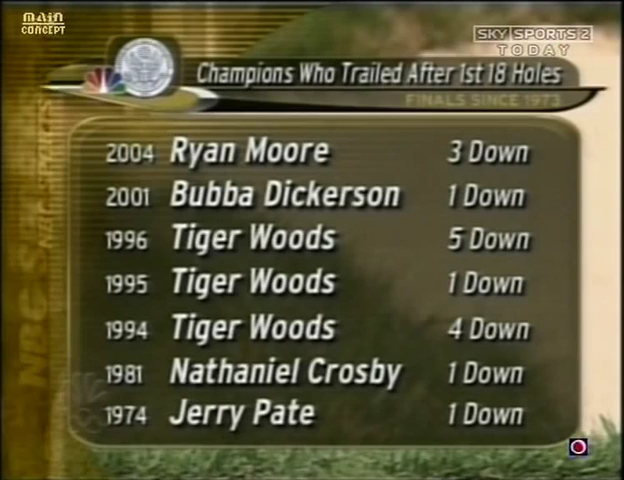 MAIN
CONCEPT
SKY SPORTS 2
TODAY
Champions Who Trailed After 1st 18 Holes
FINALS SINCE 1973
2004 Ryan Moore 3 Down
2001 Bubba Dickerson 1 Down
1996 Tiger Woods 5 Down
1995 Tiger Woods 1 Down
1994 Tiger Woods 4 Down
1981 Nathaniel Crosby 1 Down
1974 Jerry Pate 1 Down
NBC Sports